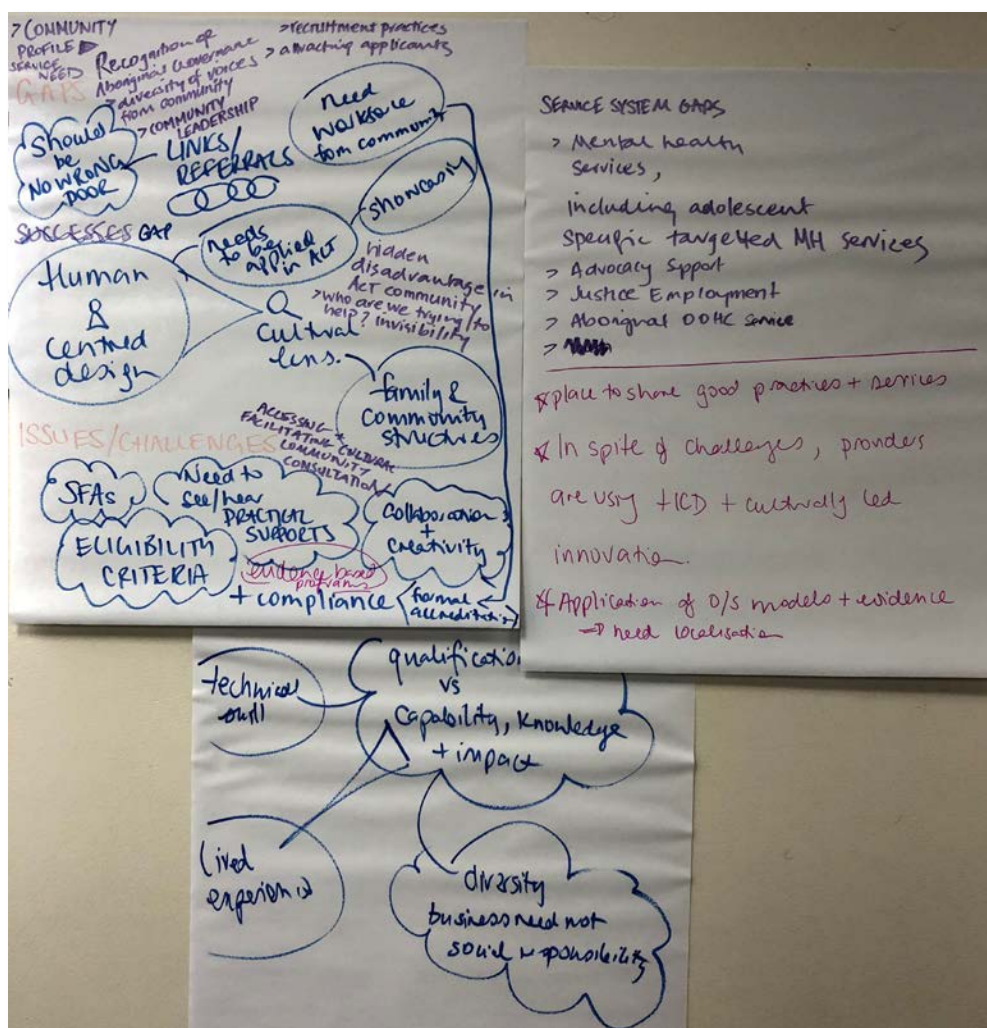 > COMMUNITY
PROFILE
SERVICE
NEED
Recognition of
Aboriginal Governance
> diversity of voices
from community
> COMMUNITY
LEADERSHIP
> recruitment practices
> attracting applicants
GAPS
Should
be
NO WRONG
DOOR
LINKS/
REFERRALS
need
workforce
from community
showcasing
SUCCESSES GAP
needs
to be
applied in ACT
Human
&
centred
design
cultural
lens.
hidden
disadvantage in
ACT community
> who are we trying to
help? invisibility
family &
community
structures
ISSUES/CHALLENGES
ACCESSING +
FACILITATING CULTURAL
COMMUNITY
CONSULTATION
SFAs
Need to
see/hear
PRACTICAL
SUPPORTS
Collaboration
+
Creativity
ELIGIBILITY
CRITERIA
evidence based
programs
+ compliance
formal
accreditation
SERVICE SYSTEM GAPS
> Mental health
services,
including adolescent
specific targetted MH services
> Advocacy Spport
> Justice Employment
> Aboriginal OOHC service
>
* place to share good practices + services
* In spite of challenges, providers
are using HCD + culturally led
innovation.
* Application of O/S models + evidence
⇒ need localisation
technical
skill
qualification
vs
capability, knowledge
+ impact
lived
experience
diversity
business need not
social responsibility